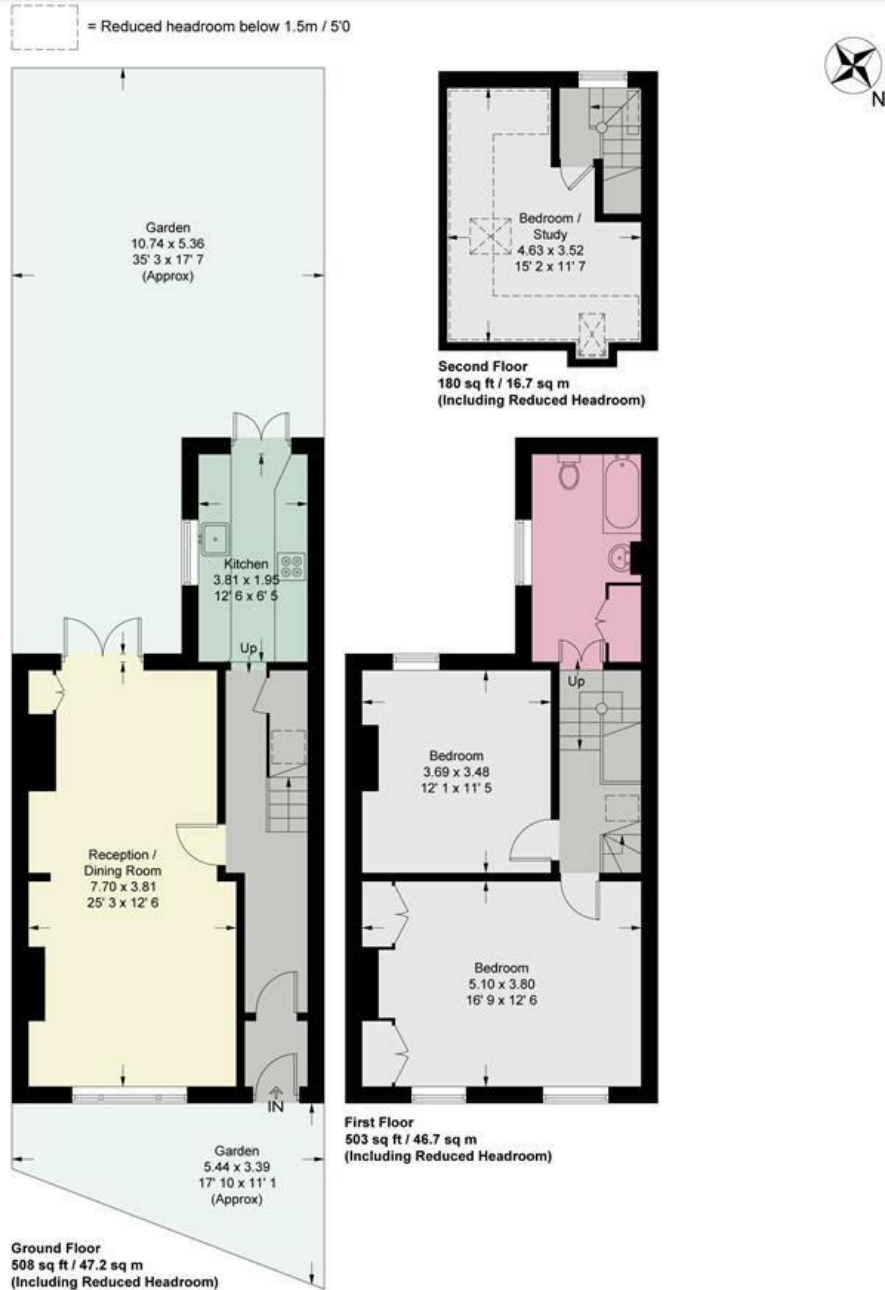 = Reduced headroom below 1.5m / 5'0
N
Garden
10.74 x 5.36
35' 3 x 17' 7
(Approx)
Bedroom /
Study
4.63 x 3.52
15' 2 x 11' 7
Second Floor
180 sq ft / 16.7 sq m
(Including Reduced Headroom)
Kitchen
3.81 x 1.95
12' 6 x 6' 5
Up
Reception /
Dining Room
7.70 x 3.81
25' 3 x 12' 6
IN
Garden
5.44 x 3.39
17' 10 x 11' 1
(Approx)
Ground Floor
508 sq ft / 47.2 sq m
(Including Reduced Headroom)
Up
Bedroom
3.69 x 3.48
12' 1 x 11' 5
Bedroom
5.10 x 3.80
16' 9 x 12' 6
First Floor
503 sq ft / 46.7 sq m
(Including Reduced Headroom)